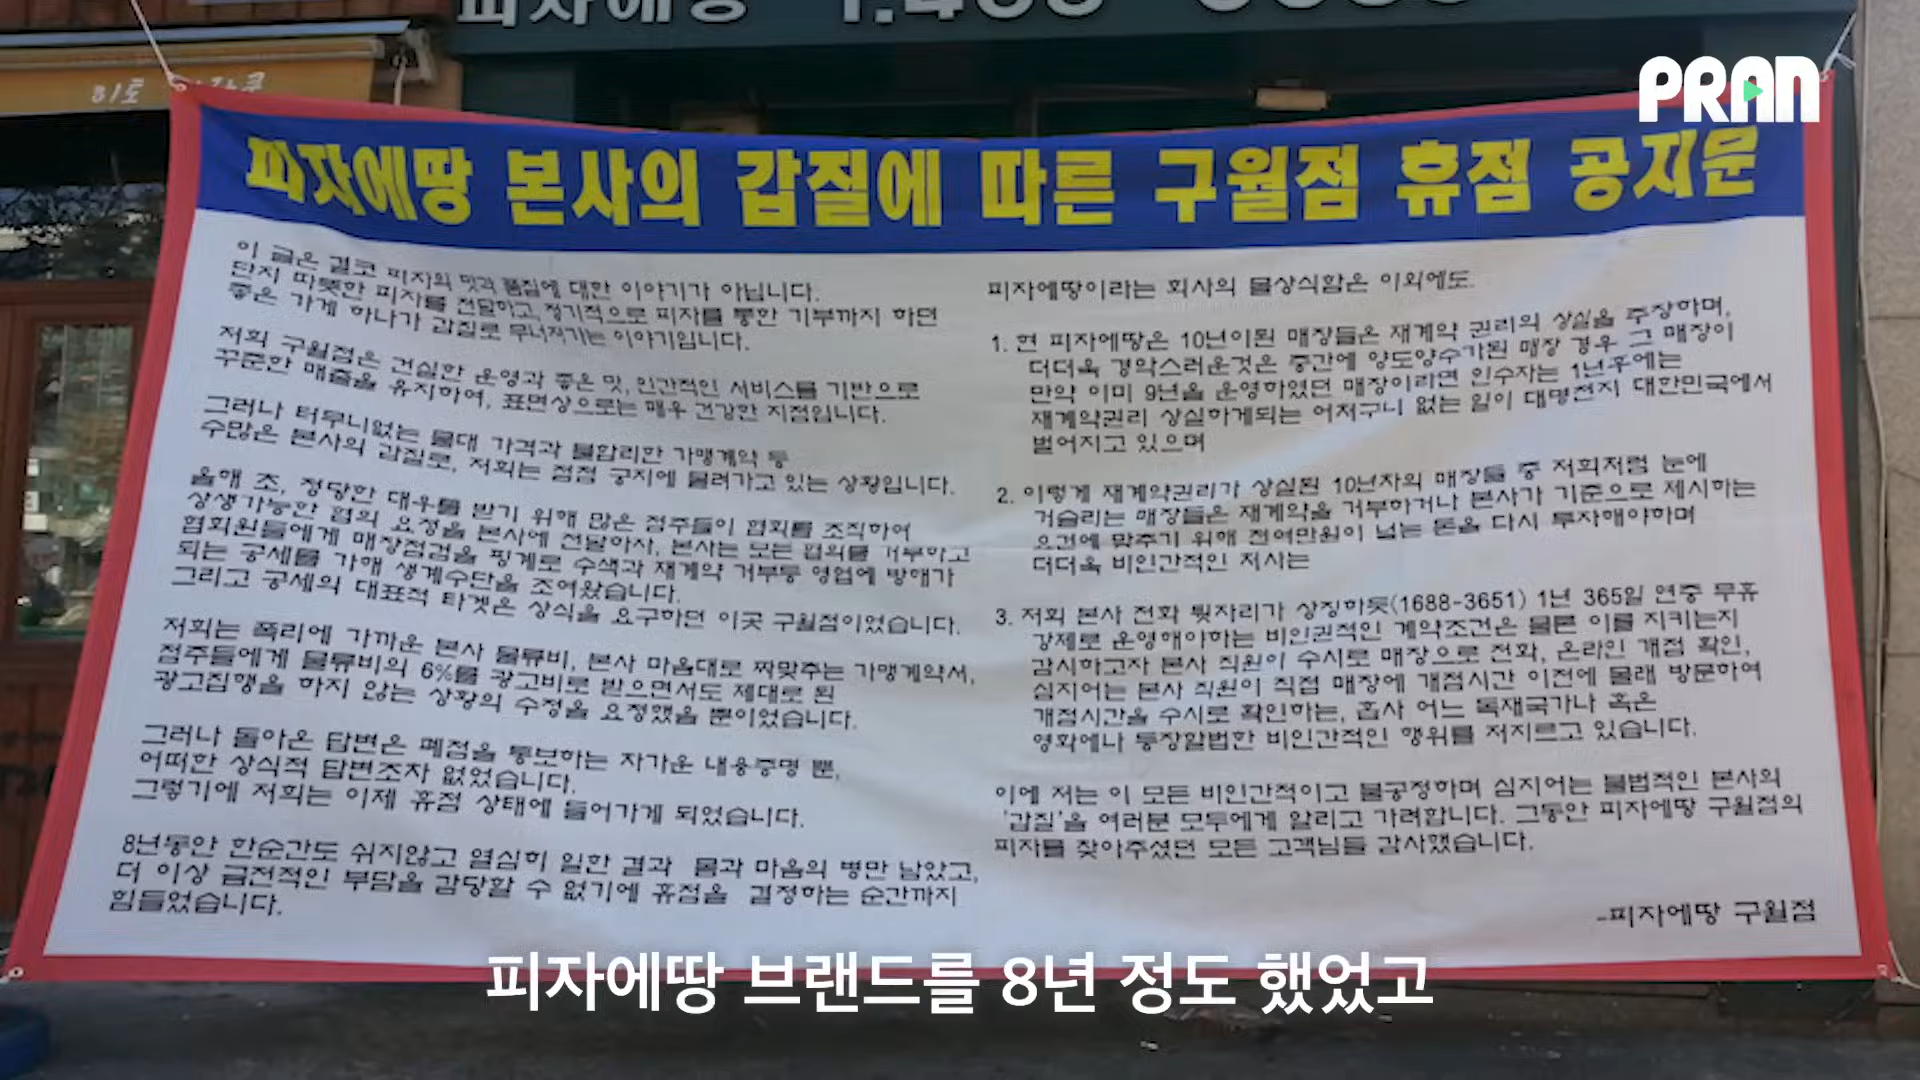 피자에땅
PRAN
피자에땅 본사의 갑질에 따른 구월점 휴점 공지문
이 글은 결코 피자의 맛과 품질에 대한 이야기가 아닙니다.
단지 따뜻한 피자를 전달하고, 정기적으로 피자를 통한 기부까지 하던
좋은 가게 하나가 갑질로 무너져가는 이야기입니다.
저희 구월점은 건실한 운영과 좋은 맛, 인간적인 서비스를 기반으로
꾸준한 매출을 유지하여, 표면상으로는 매우 건강한 지점입니다.
그러나 터무니없는 물대 가격과 불합리한 가맹계약 등
수많은 본사의 갑질로, 저희는 점점 궁지에 몰려가고 있는 상황입니다.
올해 초, 정당한 대우를 받기 위해 많은 점주들이 협회를 조직하여
상생가능한 협의 요청을 본사에 전달하자, 본사는 모든 협의를 거부하고
협회원들에게 매장점검을 핑계로 수색과 재계약 거부등 영업에 방해가
되는 공세를 가해 생계수단을 조여왔습니다.
그리고 공세의 대표적 타겟은 상식을 요구하던 이곳 구월점이었습니다.
저희는 폭리에 가까운 본사 물류비, 본사 마음대로 짜맞추는 가맹계약서,
점주들에게 물류비의 6%를 광고비로 받으면서도 제대로 된
광고집행을 하지 않는 상황의 수정을 요청했을 뿐이었습니다.
그러나 돌아온 답변은 폐점을 통보하는 차가운 내용증명 뿐,
어떠한 상식적 답변조차 없었습니다.
그렇기에 저희는 이제 휴점 상태에 들어가게 되었습니다.
8년동안 한순간도 쉬지않고 열심히 일한 결과 몸과 마음의 병만 남았고,
더 이상 금전적인 부담을 감당할 수 없기에 휴점을 결정하는 순간까지
힘들었습니다.
피자에땅이라는 회사의 몰상식함은 이외에도.
1. 현 피자에땅은 10년이된 매장들은 재계약 권리의 상실을 주장하며,
더더욱 경악스러운것은 중간에 양도양수가된 매장 경우 그 매장이
만약 이미 9년을 운영하였던 매장이라면 인수자는 1년후에는
재계약권리 상실하게되는 어처구니 없는 일이 대명천지 대한민국에서
벌어지고 있으며
2. 이렇게 재계약권리가 상실된 10년차의 매장들 중 저희처럼 눈에
거슬리는 매장들은 재계약을 거부하거나 본사가 기준으로 제시하는
요건에 맞추기 위해 천여만원이 넘는 돈을 다시 투자해야하며
더더욱 비인간적인 처사는
3. 저희 본사 전화 뒷자리가 상징하듯(1688-3651) 1년 365일 연중 무휴
강제로 운영해야하는 비인권적인 계약조건은 물론 이를 지키는지
감시하고자 본사 직원이 수시로 매장으로 전화, 온라인 개점 확인,
심지어는 본사 직원이 직접 매장에 개점시간 이전에 몰래 방문하여
개점시간을 수시로 확인하는, 흡사 어느 독재국가나 혹은
영화에나 등장할법한 비인간적인 행위를 저지르고 있습니다.
이에 저는 이 모든 비인간적이고 불공정하며 심지어는 불법적인 본사의
'갑질'을 여러분 모두에게 알리고 가려합니다. 그동안 피자에땅 구월점의
피자를 찾아주셨던 모든 고객님들 감사했습니다.
-피자에땅 구월점
피자에땅 브랜드를 8년 정도 했었고